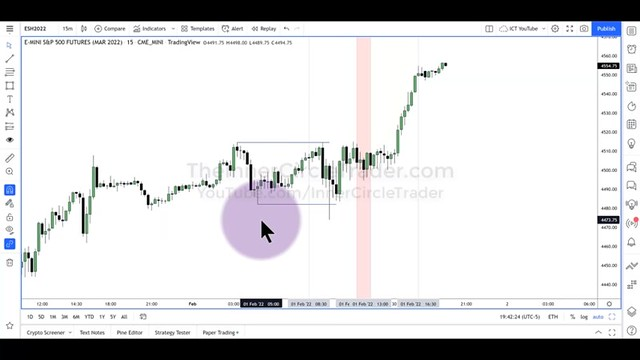 ESH2022 15m Compare Indicators Templates Alert Replay ICT YouTube Publish
E-MINI S&P 500 FUTURES (MAR 2022) · 15 · CME_MINI · TradingView O4491.75 H4498.00 L4489.75 C4494.75
4560.00
4554.75
4550.00
4540.00
4530.00
4520.00
4510.00
4500.00
TheInnerCircleTrader.com
4490.00
YouTube.com/InnerCircleTrader
4480.00
4473.75
4460.00
4450.00
4440.00
12:00 14:30 18:00 21:00 Feb 03:00 01 Feb '22 05:00 01 Feb '22 08:30 01 Fe 01 Feb '22 13:30 30 01 Feb '22 16:30 21:00 2 03:00 06:00
1D 5D 1M 3M 6M YTD 1Y 5Y All 19:42:24 (UTC-5) ETH % log auto
Crypto Screener Text Notes Pine Editor Strategy Tester Paper Trading